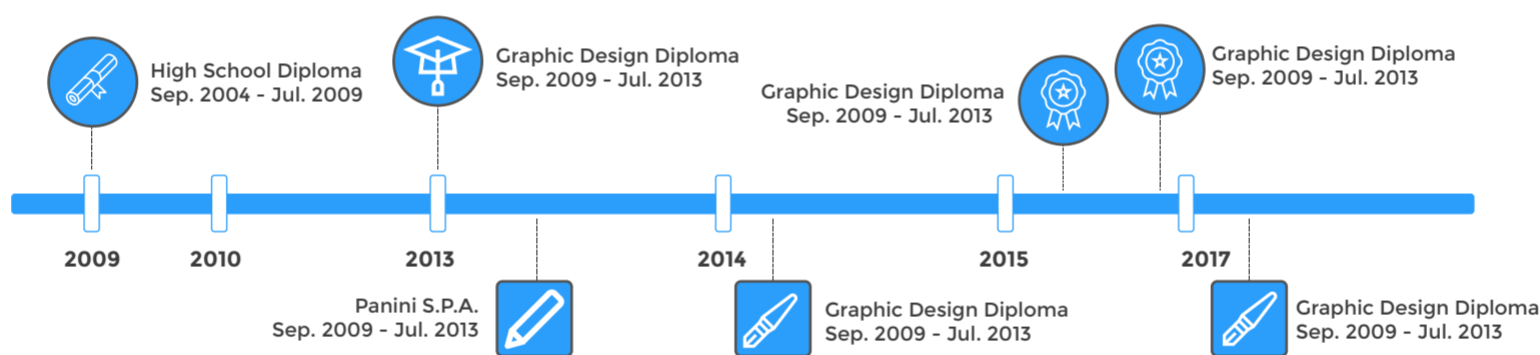 High School Diploma
Sep. 2004 - Jul. 2009
Graphic Design Diploma
Sep. 2009 - Jul. 2013
Graphic Design Diploma
Sep. 2009 - Jul. 2013
Graphic Design Diploma
Sep. 2009 - Jul. 2013
2009
2010
2013
2014
2015
2017
Panini S.P.A.
Sep. 2009 - Jul. 2013
Graphic Design Diploma
Sep. 2009 - Jul. 2013
Graphic Design Diploma
Sep. 2009 - Jul. 2013